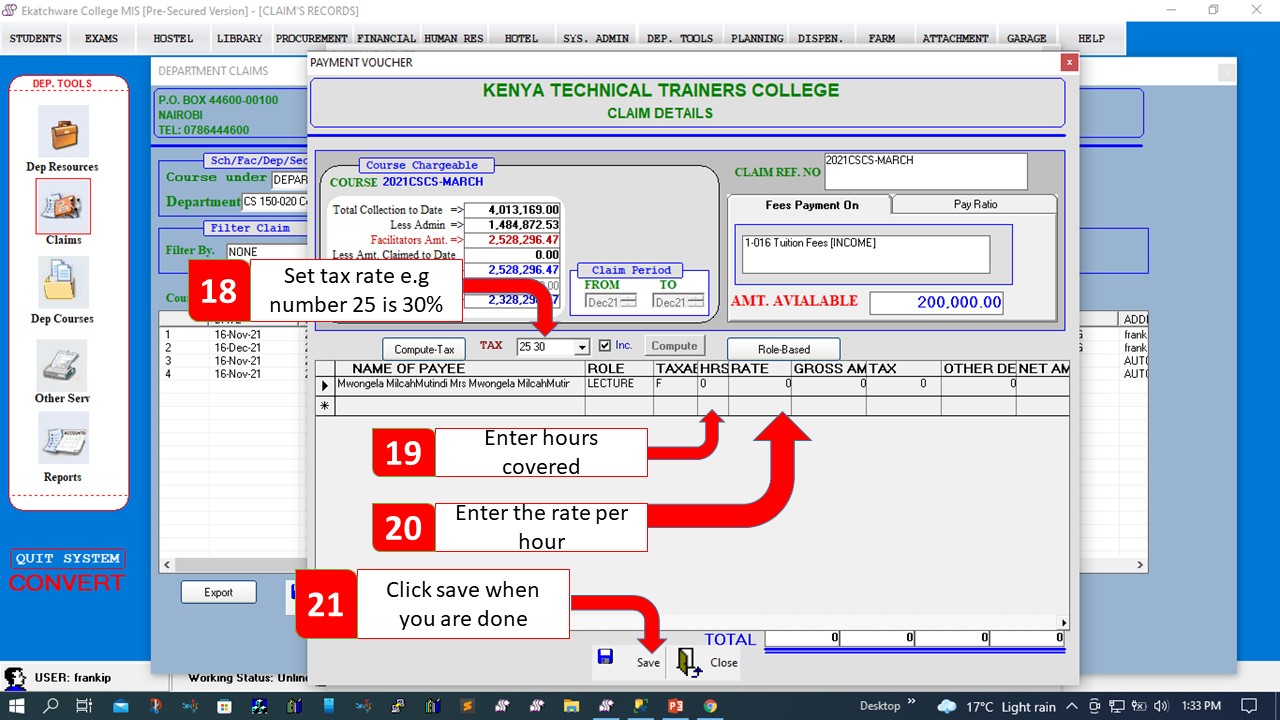 Ekatchware College MIS [Pre-Secured Version] - [CLAIM'S RECORDS]
STUDENTS EXAMS HOSTEL LIBRARY PROCUREMENT FINANCIAL HUMAN RES HOTEL SYS. ADMIN DEP. TOOLS PLANNING DISPEN. FARM ATTACHMENT GARAGE HELP
DEP. TOOLS
Dep Resources
Claims
Dep Courses
Other Serv
Reports
QUIT SYSTEM
CONVERT
DEPARTMENT CLAIMS
P.O. BOX 44600-00100
NAIROBI
TEL: 0786444600
Sch/Fac/Dep/Sec
Course under DEPAR
Department CS 150-020 C
Filter Claim
Filter By. NONE
1 16-Nov-21
2 16-Dec-21
3 16-Nov-21
4 16-Nov-21
ADDI
frank
frank
AUT
AUT
Export
PAYMENT VOUCHER
KENYA TECHNICAL TRAINERS COLLEGE
CLAIM DETAILS
Course Chargeable
COURSE 2021CSCS-MARCH
Total Collection to Date => 4,013,169.00
Less Admin => 1,484,872.53
Facilitators Amt. => 2,528,296.47
Less Amt. Claimed to Date 0.00
2,528,296.47
Claim Period
FROM TO
Dec21 Dec21
CLAIM REF. NO 2021CSCS-MARCH
Fees Payment On Pay Ratio
1-016 Tuition Fees [INCOME]
AMT. AVIALABLE 200,000.00
18
Set tax rate e.g
number 25 is 30%
Compute-Tax TAX 25 30 Inc. Compute Role-Based
NAME OF PAYEE ROLE TAXAE HRS RATE GROSS AM TAX OTHER DE NET AM
Mwongela MilcahMutindi Mrs Mwongela MilcahMutir LECTURE F 0 0 0 0 0
19
Enter hours
covered
20
Enter the rate per
hour
21
Click save when
you are done
TOTAL 0 0 0 0
Save Close
USER: frankip
Working Status: Onlin
Desktop
17°C Light rain
1:33 PM